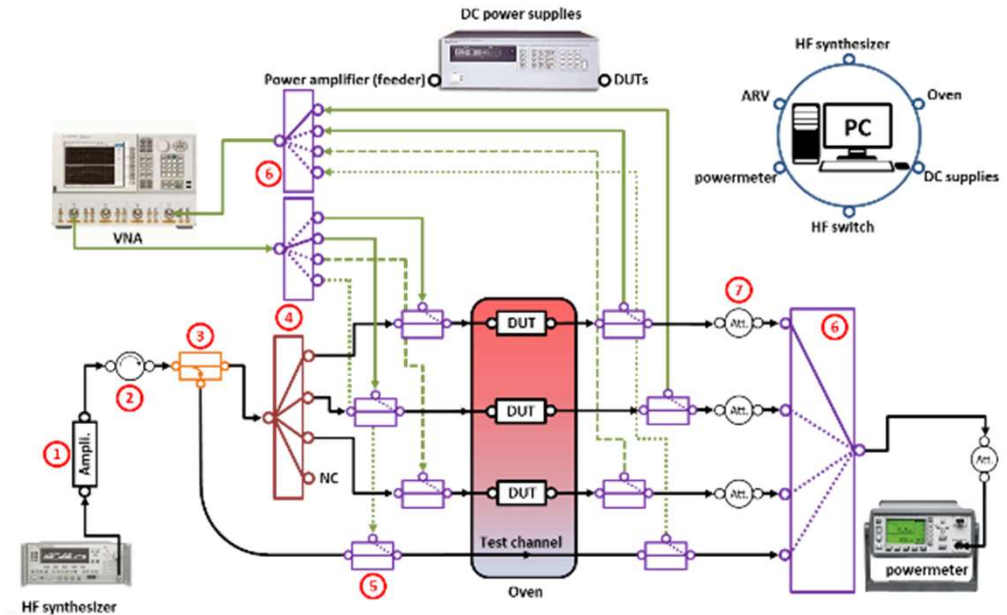 DC power supplies
Power amplifier (feeder)
DUTs
HF synthesizer
ARV
Oven
PC
powermeter
DC supplies
HF switch
VNA
6
4
7
3
DUT
Att.
6
2
1
Ampli.
DUT
Att.
Att.
NC
DUT
Att.
Test channel
5
Oven
powermeter
HF synthesizer